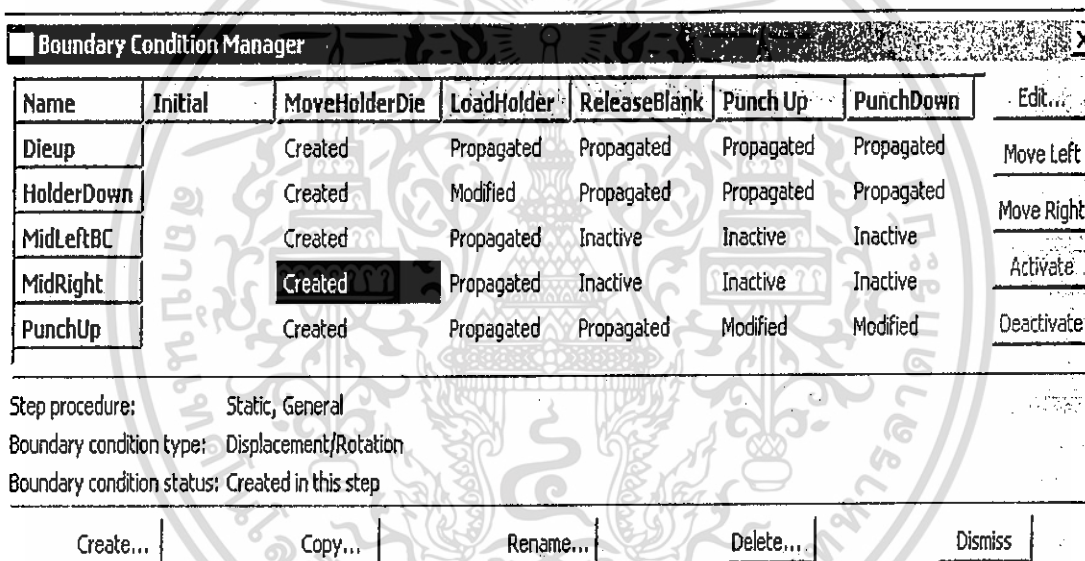 Boundary Condition Manager
Name Initial MoveHolderDie LoadHolder ReleaseBlank Punch Up PunchDown Edit...
Dieup Created Propagated Propagated Propagated Propagated Move Left
HolderDown Created Modified Propagated Propagated Propagated Move Right
MidLeftBC Created Propagated Inactive Inactive Inactive
MidRight Created Propagated Inactive Inactive Inactive Activate
PunchUp Created Propagated Propagated Modified Modified Deactivate
Step procedure: Static, General
Boundary condition type: Displacement/Rotation
Boundary condition status: Created in this step
Create... Copy... Rename... Delete... Dismiss